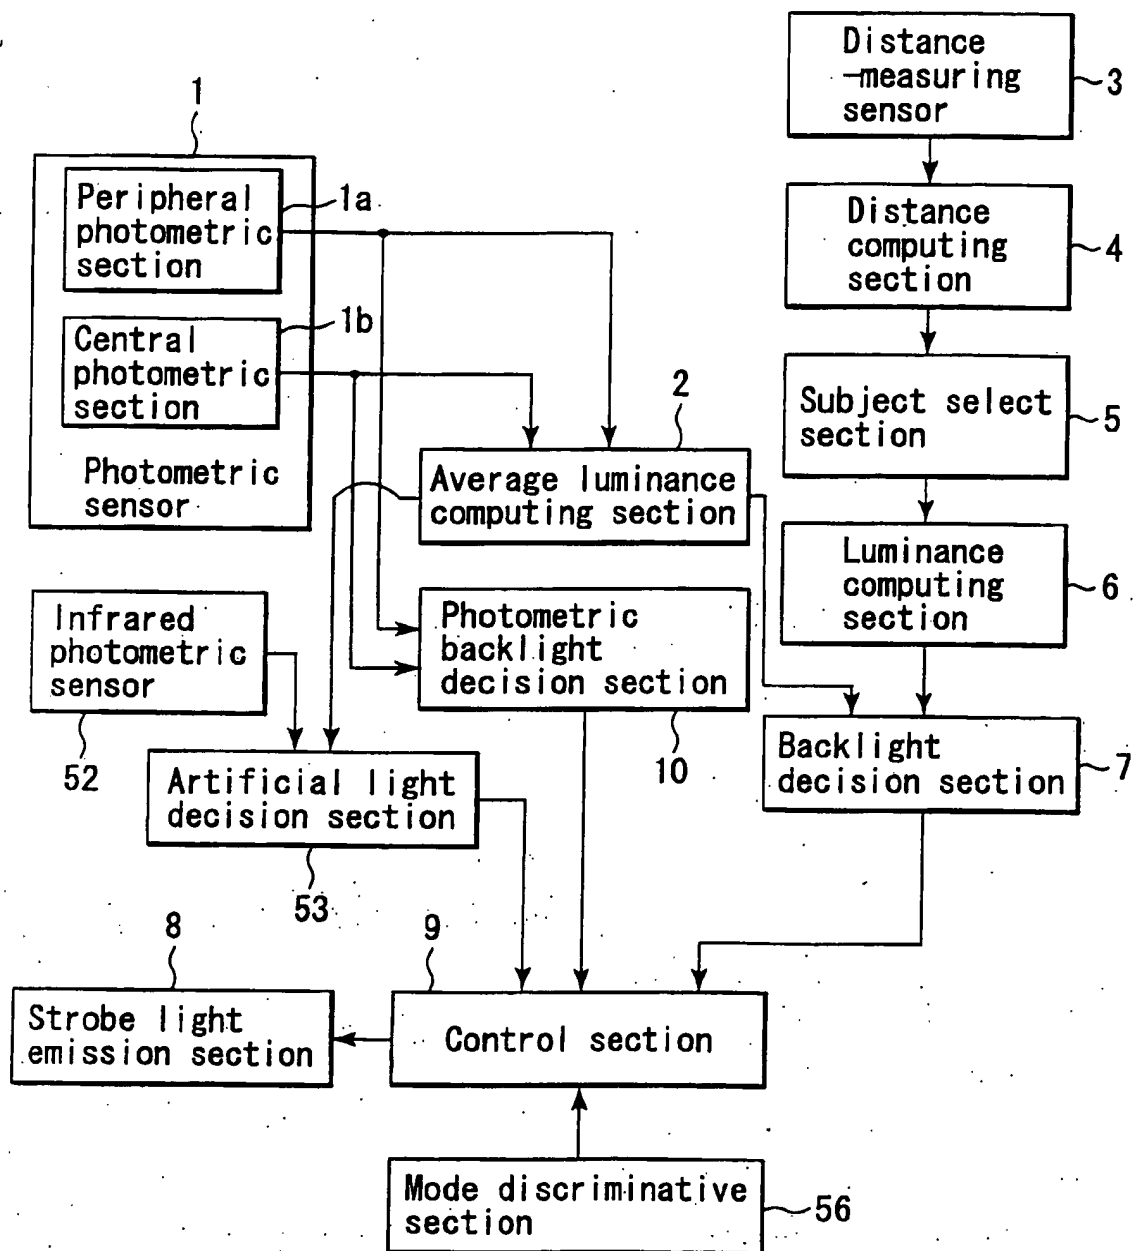 Distance
-measuring
sensor
3
1
Peripheral
photometric
section
1a
Distance
computing
section
4
Central
photometric
section
1b
Photometric
sensor
2
Average luminance
computing section
Subject select
section
5
Luminance
computing
section
6
Infrared
photometric
sensor
52
Photometric
backlight
decision section
10
Backlight
decision section
7
Artificial light
decision section
53
8
Strobe light
emission section
9
Control section
Mode discriminative
section
56